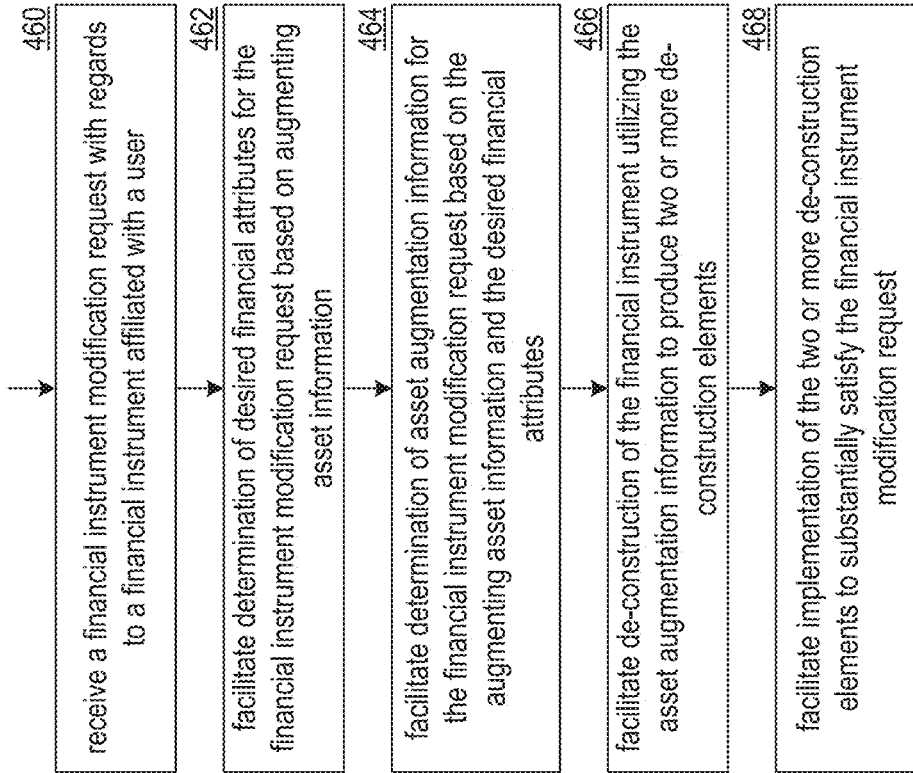 460
receive a financial instrument modification request with regards
to a financial instrument affiliated with a user
462
facilitate determination of desired financial attributes for the
financial instrument modification request based on augmenting
asset information
464
facilitate determination of asset augmentation information for
the financial instrument modification request based on the
augmenting asset information and the desired financial
attributes
466
facilitate de-construction of the financial instrument utilizing the
asset augmentation information to produce two or more de-
construction elements
468
facilitate implementation of the two or more de-construction
elements to substantially satisfy the financial instrument
modification request